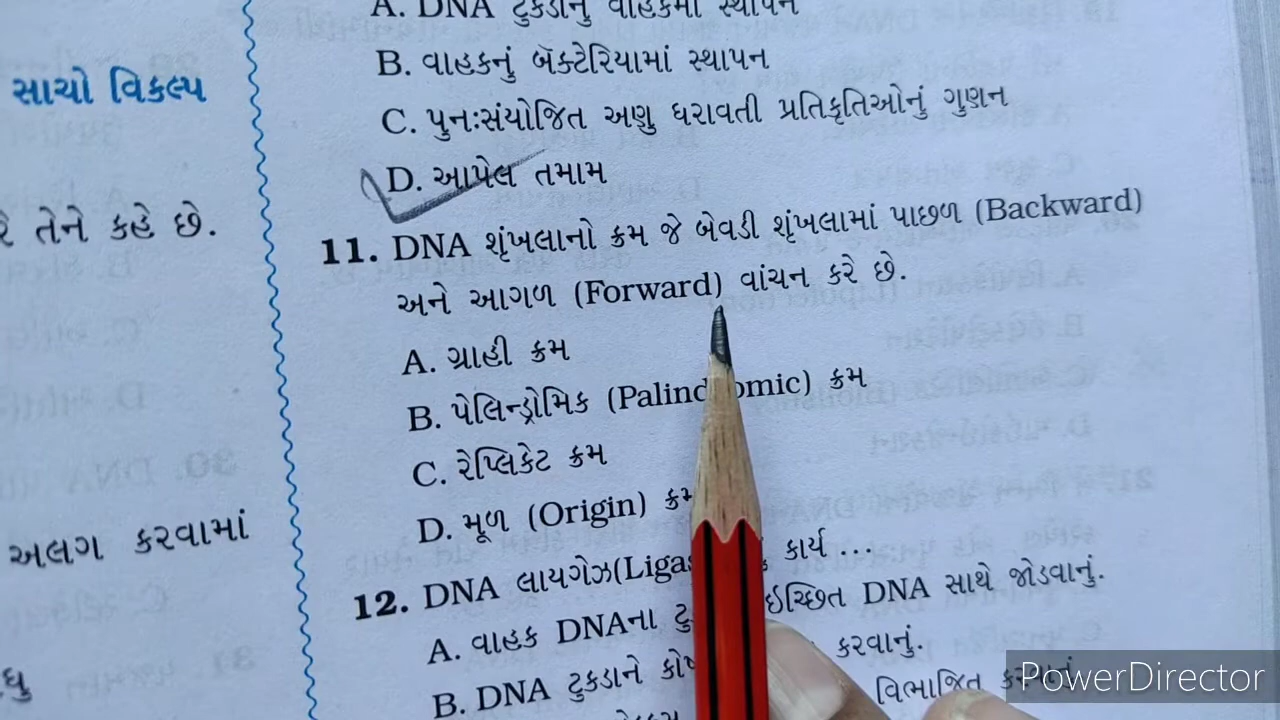 A. DNA ટુકડાનું વાહકમાં સ્થાપન
સાચો વિકલ્પ
B. વાહકનું બૅક્ટેરિયામાં સ્થાપન
C. પુનઃસંયોજિત અણુ ધરાવતી પ્રતિકૃતિઓનું ગુણન
D. આપેલ તમામ
તેને કહે છે.
11. DNA શૃંખલાનો ક્રમ જે બેવડી શૃંખલામાં પાછળ (Backward)
અને આગળ (Forward) વાંચન કરે છે.
A. ગ્રાહી ક્રમ
B. પેલિન્ડ્રોમિક (Palind omic) ક્રમ
C. રેપ્લિકેટ ક્રમ
D. મૂળ (Origin) ક્ર
અલગ કરવામાં
12. DNA લાયગેઝ(Ligas કાર્ય ...
A. વાહક DNAના ટુ ઇચ્છિત DNA સાથે જોડવાનું.
B. DNA ટુકડાને કોષ કરવાનું.
વિભાજિત કરવાનું
PowerDirector